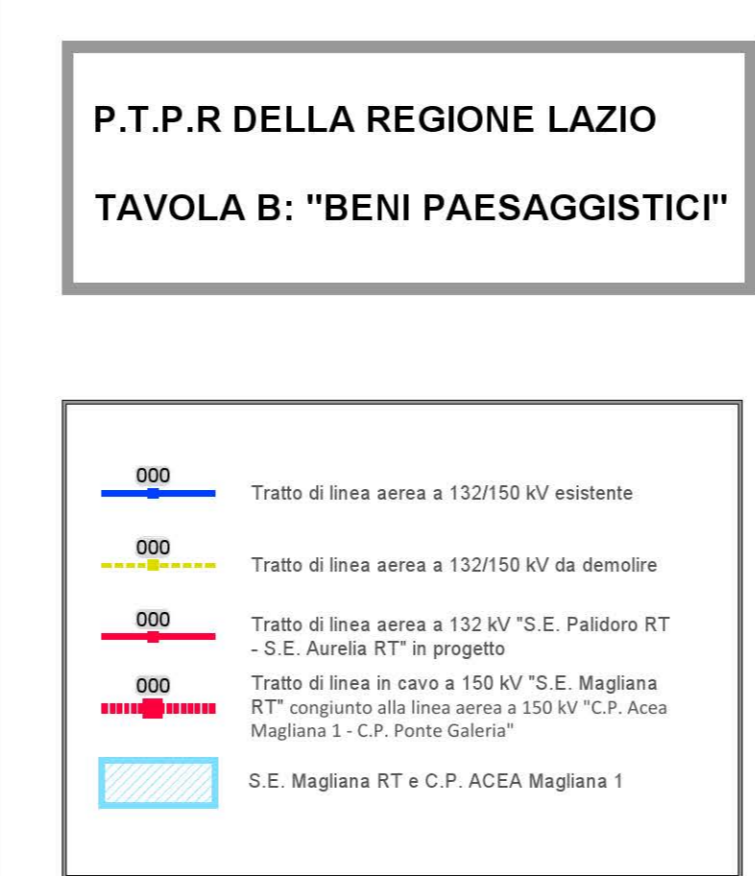 P.T.P.R DELLA REGIONE LAZIO
TAVOLA B: "BENI PAESAGGISTICI"
000
Tratto di linea aerea a 132/150 kV esistente
000
Tratto di linea aerea a 132/150 kV da demolire
000
Tratto di linea aerea a 132 kV "S.E. Palidoro RT
- S.E. Aurelia RT" in progetto
000
Tratto di linea in cavo a 150 kV "S.E. Magliana
RT" congiunto alla linea aerea a 150 kV "C.P. Acea
Magliana 1 - C.P. Ponte Galeria"
S.E. Magliana RT e C.P. ACEA Magliana 1